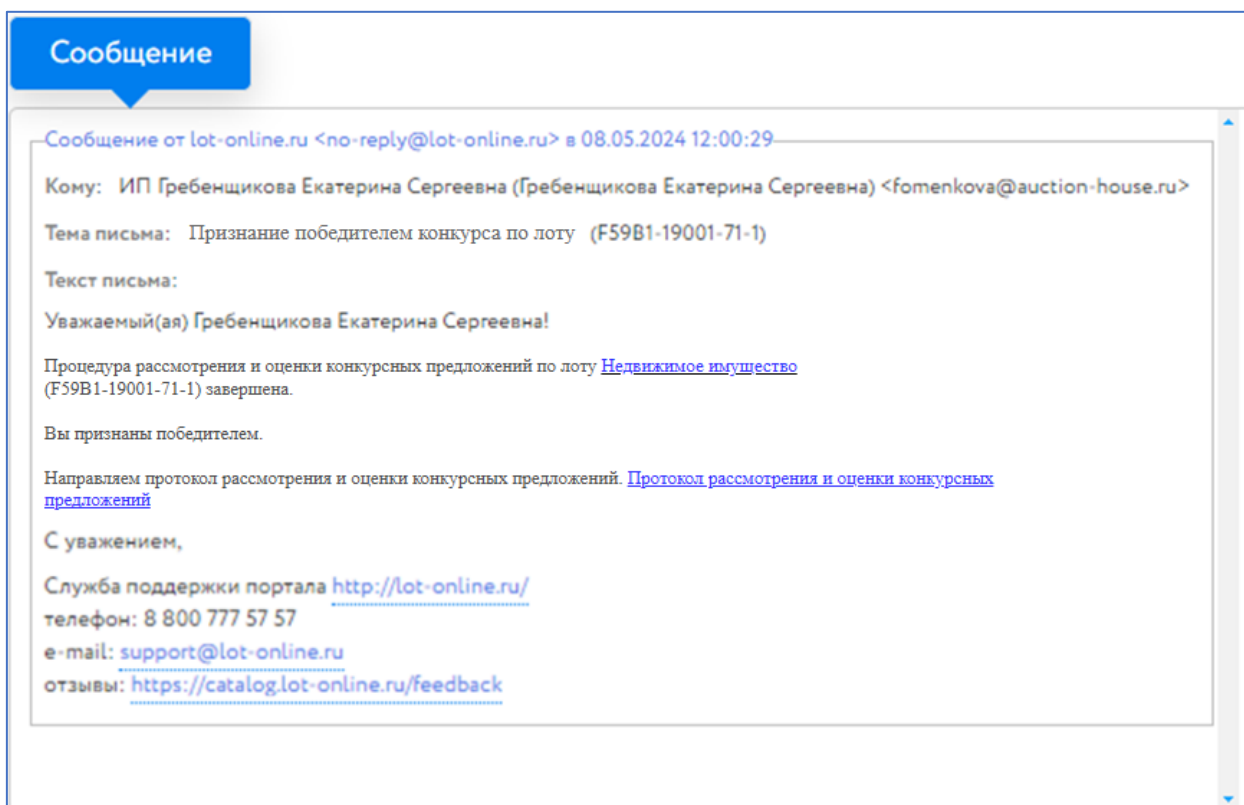 Сообщение
Сообщение от lot-online.ru <no-reply@lot-online.ru> в 08.05.2024 12:00:29
Кому: ИП Гребенщикова Екатерина Сергеевна (Гребенщикова Екатерина Сергеевна) <fomenkova@auction-house.ru>
Тема письма: Признание победителем конкурса по лоту (F59B1-19001-71-1)
Текст письма:
Уважаемый(ая) Гребенщикова Екатерина Сергеевна!
Процедура рассмотрения и оценки конкурсных предложений по лоту Недвижимое имущество
(F59B1-19001-71-1) завершена.
Вы признаны победителем.
Направляем протокол рассмотрения и оценки конкурсных предложений. Протокол рассмотрения и оценки конкурсных
предложений
С уважением,
Служба поддержки портала http://lot-online.ru/
телефон: 8 800 777 57 57
e-mail: support@lot-online.ru
отзывы: https://catalog.lot-online.ru/feedback